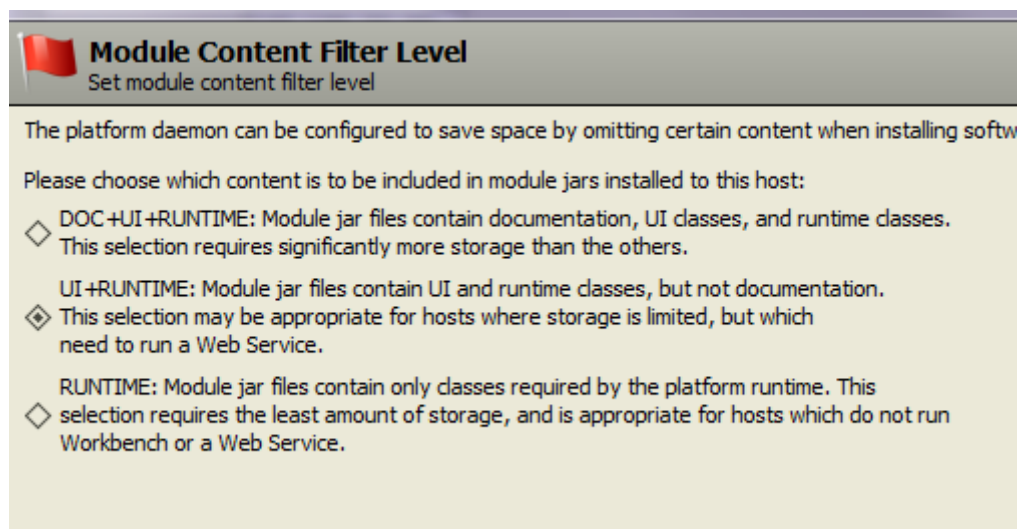 Module Content Filter Level
Set module content filter level
The platform daemon can be configured to save space by omitting certain content when installing softw
Please choose which content is to be included in module jars installed to this host:
DOC+UI+RUNTIME: Module jar files contain documentation, UI classes, and runtime classes.
This selection requires significantly more storage than the others.
UI+RUNTIME: Module jar files contain UI and runtime classes, but not documentation.
This selection may be appropriate for hosts where storage is limited, but which
need to run a Web Service.
RUNTIME: Module jar files contain only classes required by the platform runtime. This
selection requires the least amount of storage, and is appropriate for hosts which do not run
Workbench or a Web Service.